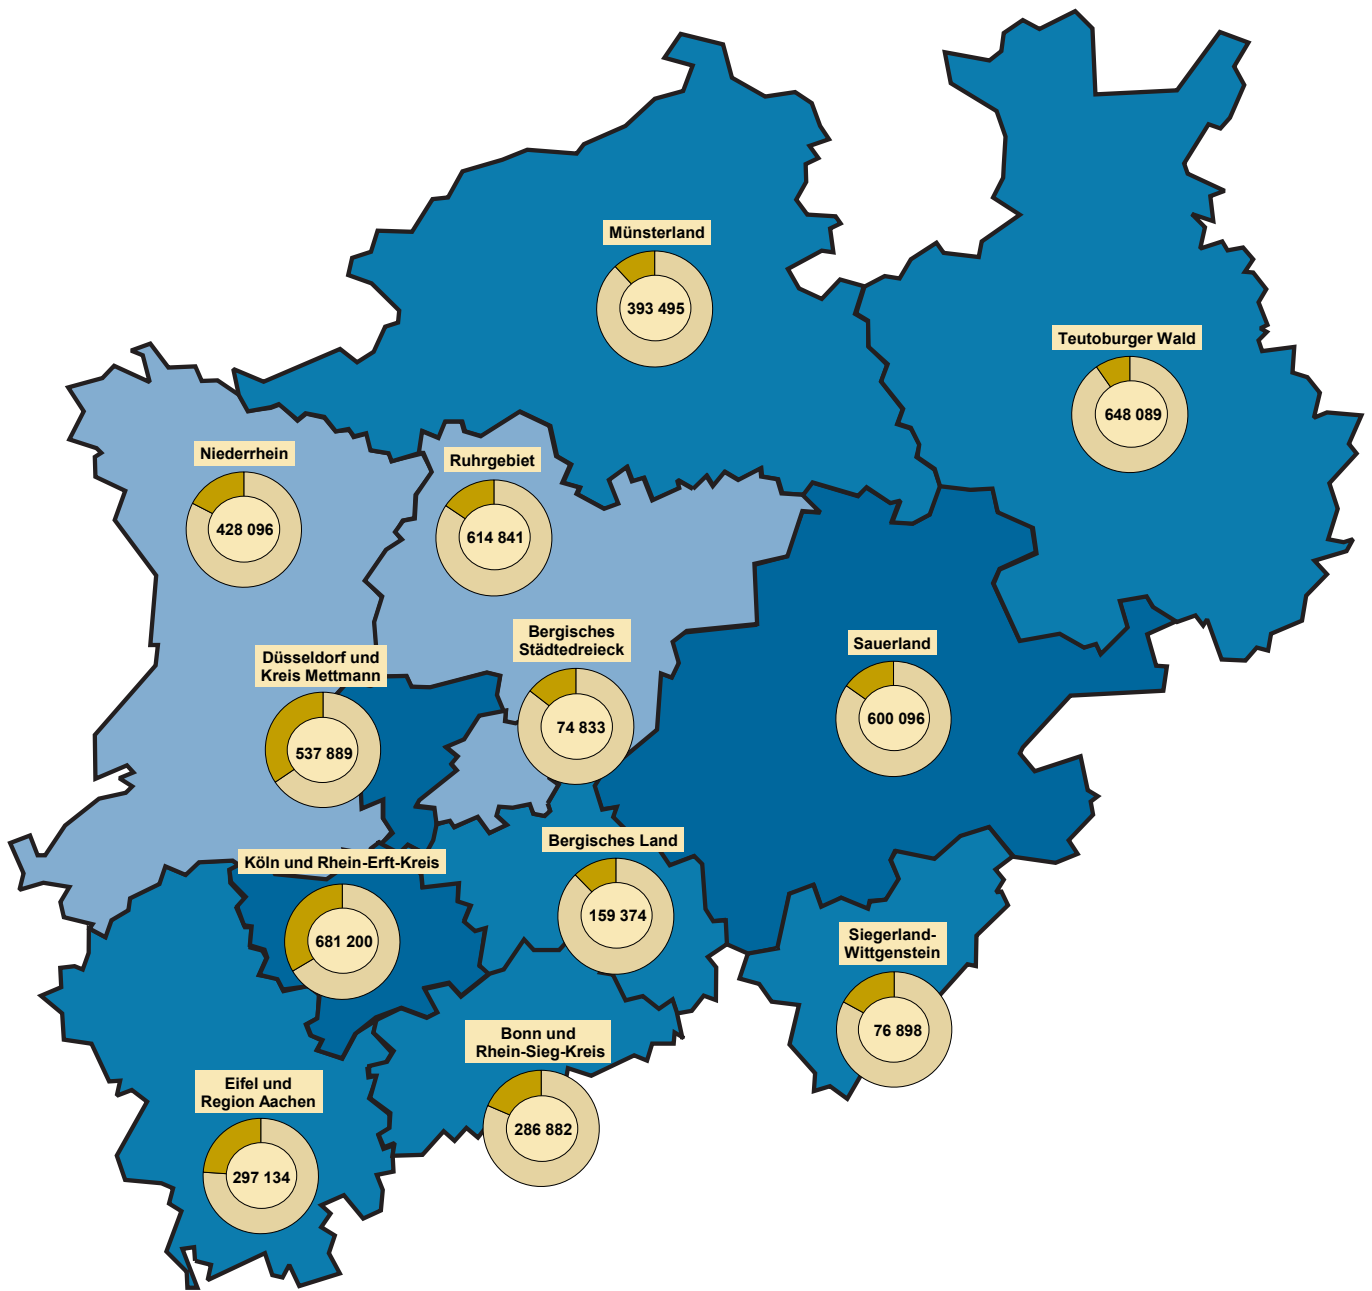 Münsterland
393 495
Teutoburger Wald
648 089
Niederrhein
428 096
Ruhrgebiet
614 841
Bergisches
Städtedreieck
74 833
Sauerland
600 096
Düsseldorf und
Kreis Mettmann
537 889
Bergisches Land
159 374
Köln und Rhein-Erft-Kreis
681 200
Siegerland-
Wittgenstein
76 898
Bonn und
Rhein-Sieg-Kreis
286 882
Eifel und
Region Aachen
297 134